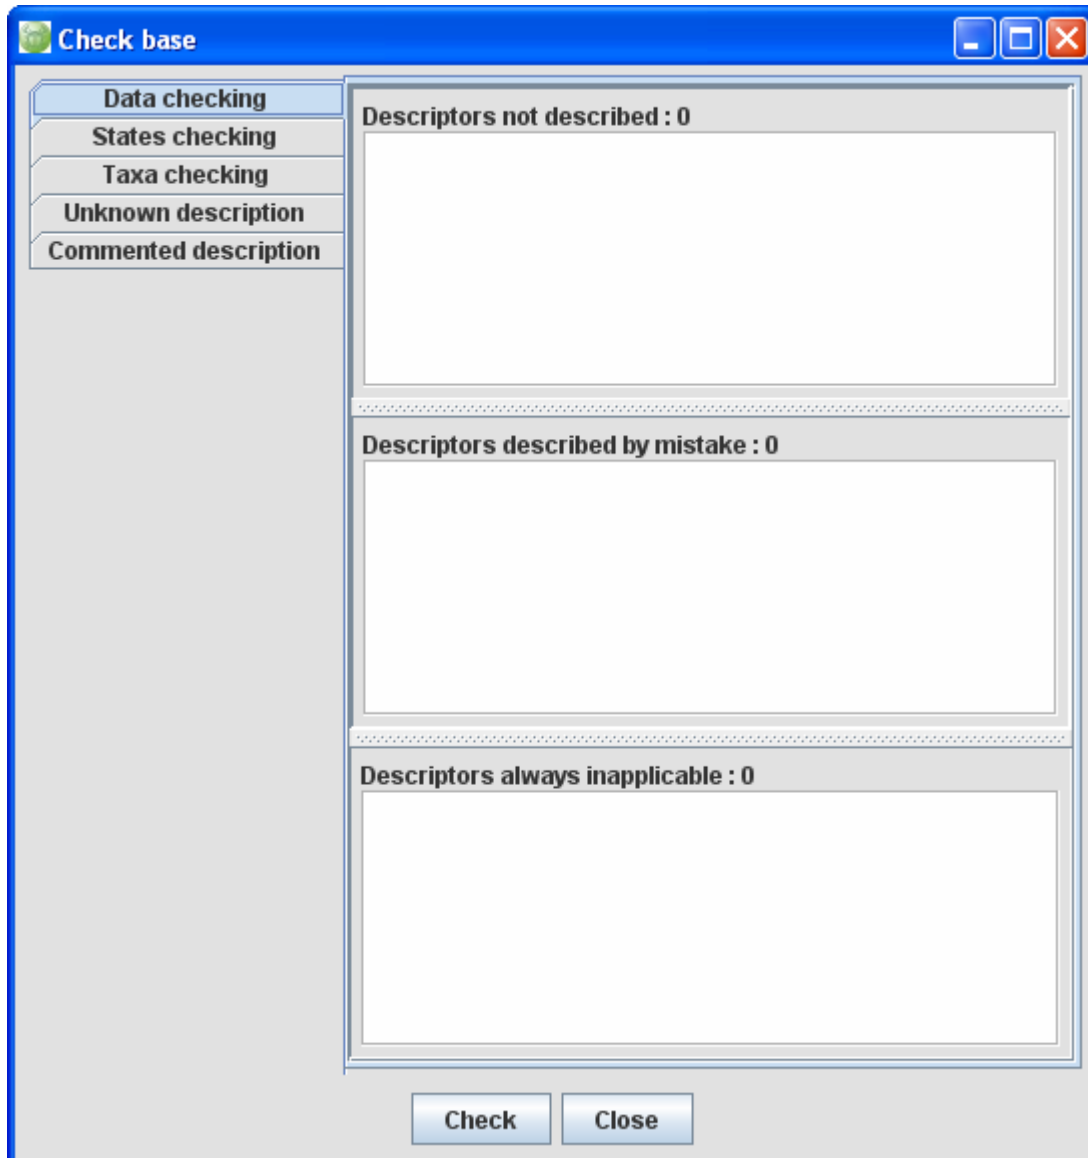 Check base
Data checking
States checking
Taxa checking
Unknown description
Commented description
Descriptors not described : 0
Descriptors described by mistake : 0
Descriptors always inapplicable : 0
Check Close